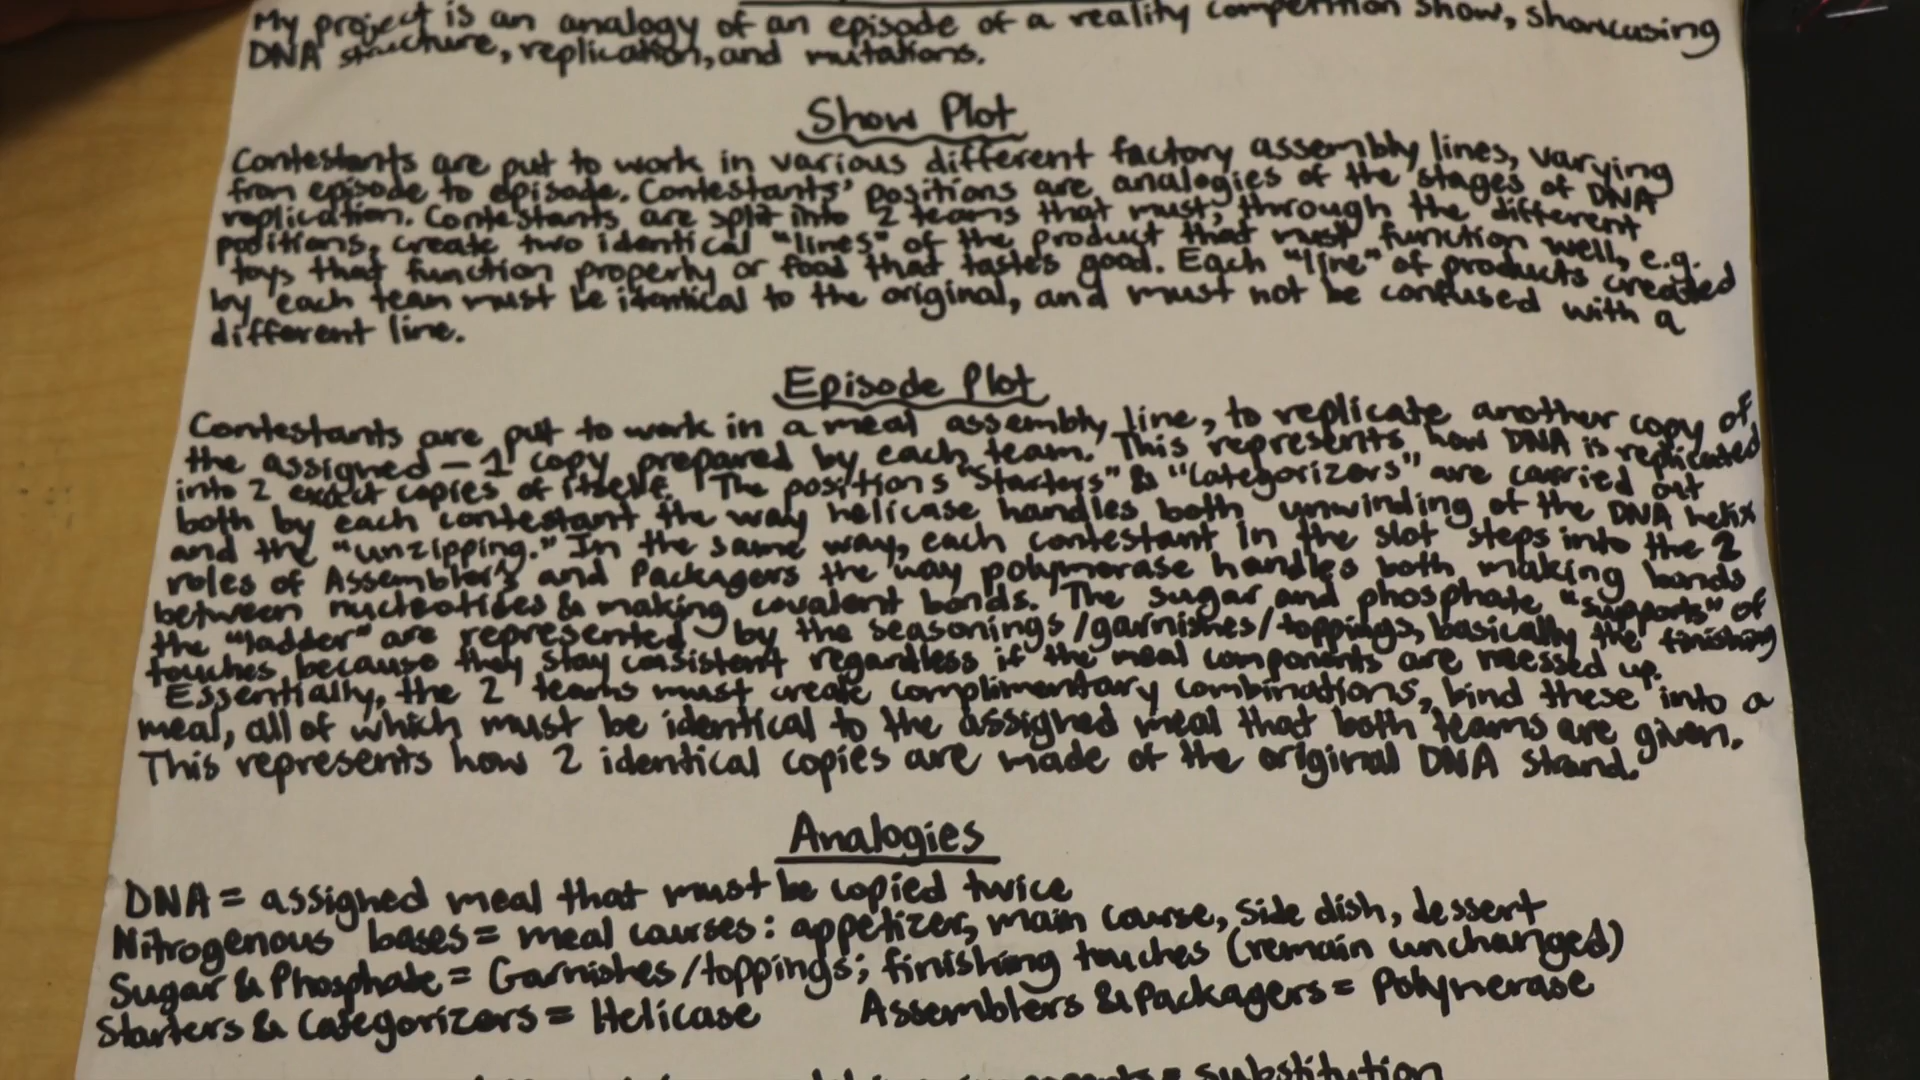 My project is an analogy of an episode of a reality competition show, showcasing
DNA structure, replication, and mutations.
Show Plot
Contestants are put to work in various different factory assembly lines, varying
from episode to episode. Contestants' positions are analogies of the stages of DNA
replication. Contestants are split into 2 teams that must, through the different
positions, create two identical "lines" of the product that must function well, e.g.
toys that function properly or food that tastes good. Each "line" of products created
by each team must be identical to the original, and must not be confused with a
different line.
Episode Plot
Contestants are put to work in a meal assembly line, to replicate another copy of
the assigned - 1 copy prepared by each team. This represents how DNA is replicated
into 2 exact copies of itself. The positions "Starters" & "Categorizers" are carried out
both by each contestant the way helicase handles both unwinding of the DNA helix
and the "unzipping." In the same way, each contestant in the slot steps into the 2
roles of Assemblers and Packagers the way polymerase handles both making bonds
between nucleotides & making covalent bonds. The sugar and phosphate "supports" of
the "ladder" are represented by the seasonings/garnishes/toppings, basically the finishing
touches because they stay consistent regardless if the meal components are messed up.
Essentially, the 2 teams must create complimentary combinations, bind these into a
meal, all of which must be identical to the assigned meal that both teams are given.
This represents how 2 identical copies are made of the original DNA strand.
Analogies
DNA = assigned meal that must be copied twice
Nitrogenous bases = meal courses: appetizer, main course, side dish, dessert
Sugar & Phosphate = Garnishes/toppings; finishing touches (remain unchanged)
Starters & Categorizers = Helicase Assemblers & Packagers = Polymerase
= substitution